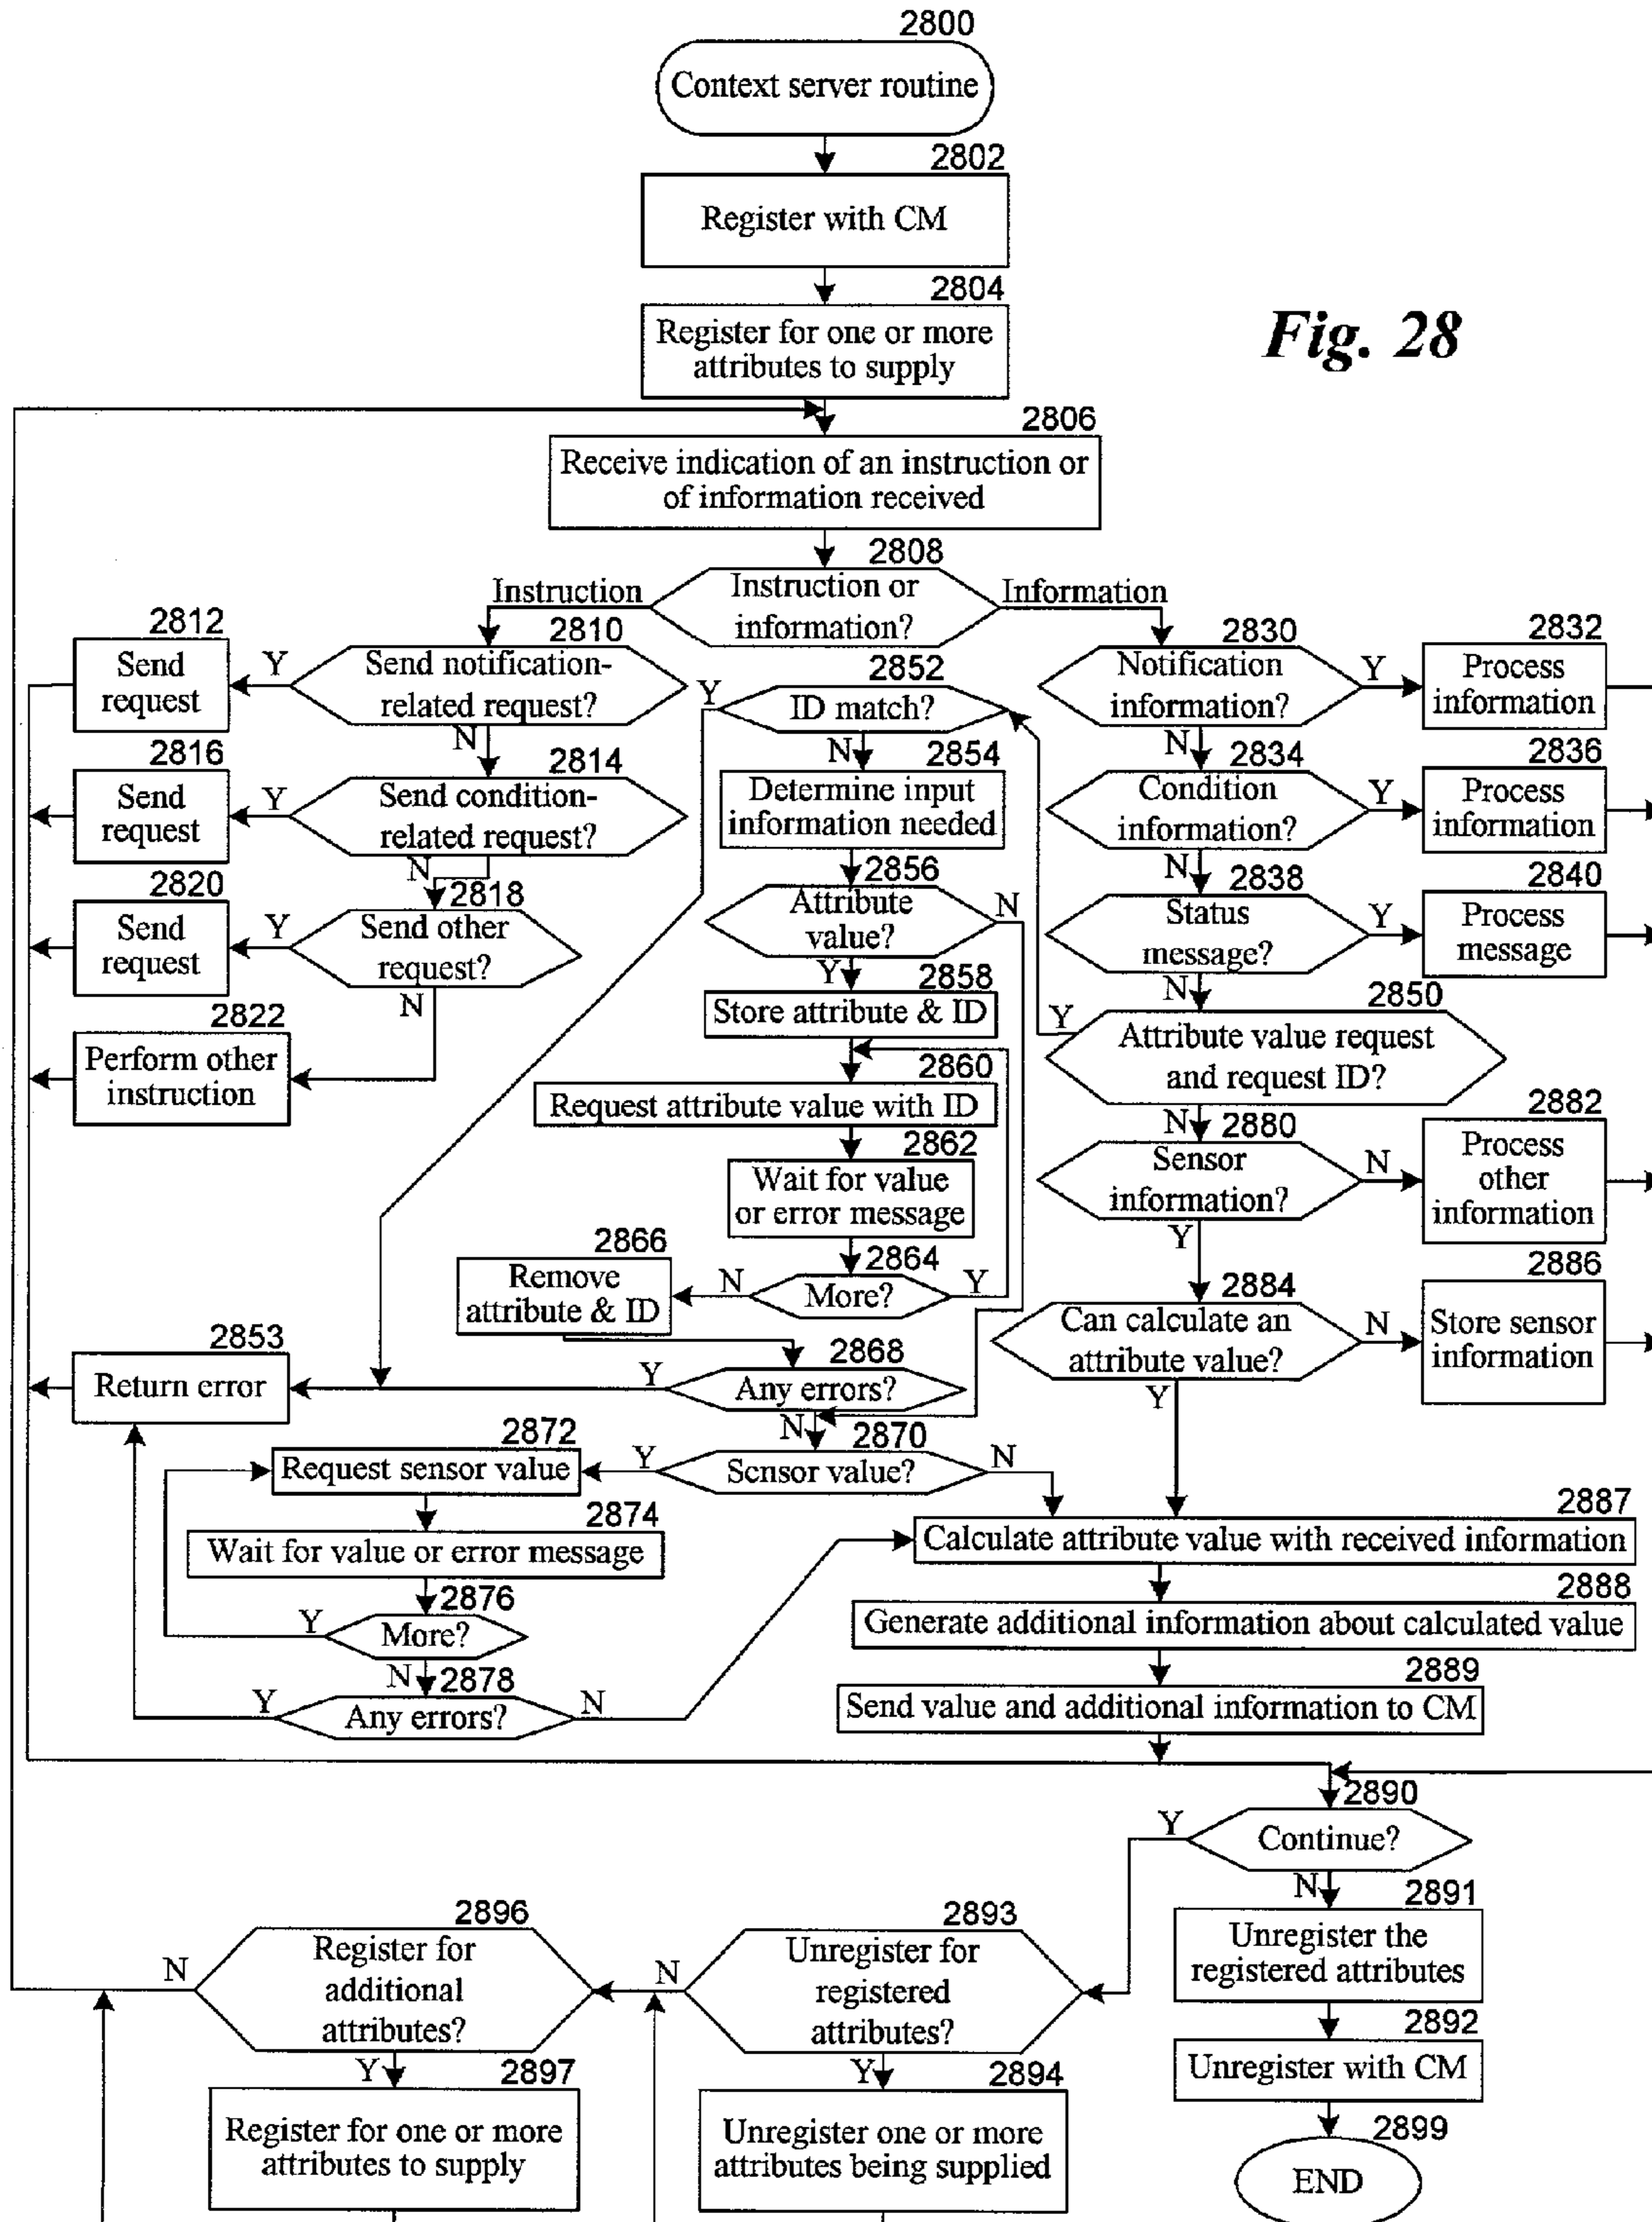 2800
Context server routine
2802
Register with CM
2804
Register for one or more
attributes to supply
Fig. 28
2806
Receive indication of an instruction or
of information received
2808
Instruction or
information?
Instruction
Information
2810
Send notification-
related request?
Y
N
2812
Send
request
2814
Send condition-
related request?
Y
N
2816
Send
request
2818
Send other
request?
Y
N
2820
Send
request
2822
Perform other
instruction
2830
Notification
information?
Y
N
2832
Process
information
2834
Condition
information?
Y
N
2836
Process
information
2838
Status
message?
Y
N
2840
Process
message
2850
Attribute value request
and request ID?
Y
N
2852
ID match?
Y
N
2854
Determine input
information needed
2856
Attribute
value?
N
Y
2858
Store attribute & ID
2860
Request attribute value with ID
2862
Wait for value
or error message
2864
More?
N
Y
2866
Remove
attribute & ID
2868
Any errors?
Y
N
2853
Return error
2870
Sensor value?
Y
N
2872
Request sensor value
2874
Wait for value or error message
2876
More?
Y
N
2878
Any errors?
Y
N
2880
Sensor
information?
N
Y
2882
Process
other
information
2884
Can calculate an
attribute value?
N
Y
2886
Store sensor
information
2887
Calculate attribute value with received information
2888
Generate additional information about calculated value
2889
Send value and additional information to CM
2890
Continue?
Y
N
2891
Unregister the
registered attributes
2892
Unregister with CM
2899
END
2893
Unregister for
registered
attributes?
N
Y
2894
Unregister one or more
attributes being supplied
2896
Register for
additional
attributes?
N
Y
2897
Register for one or more
attributes to supply